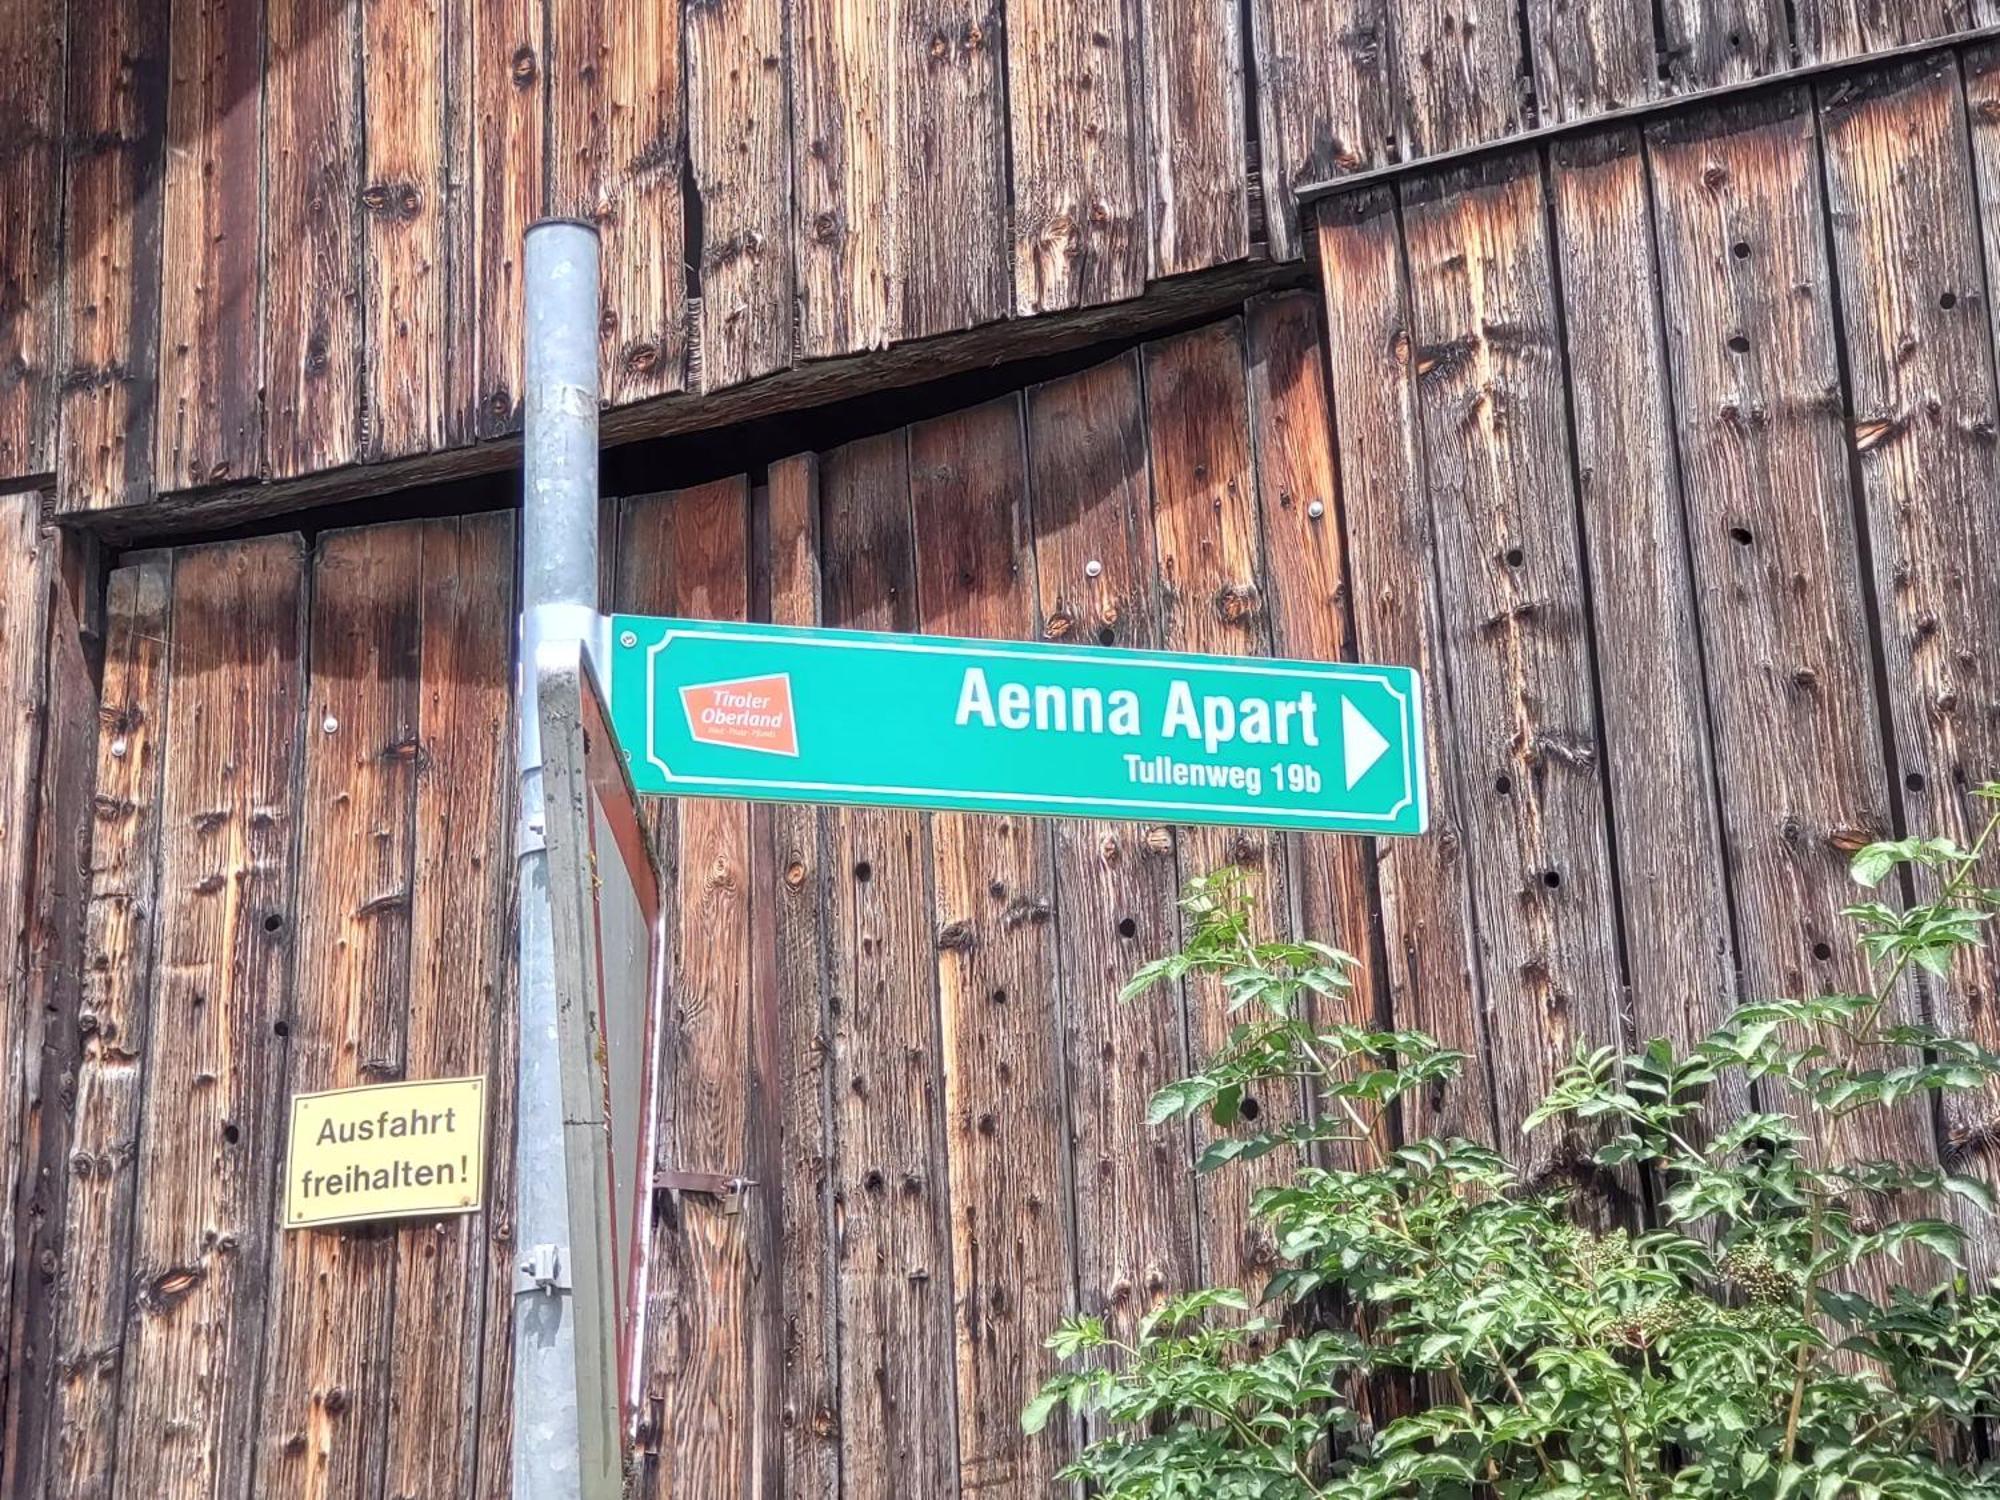 Tiroler
Oberland
Aenna Apart
Tullenweg 19b
Ausfahrt
freihalten!